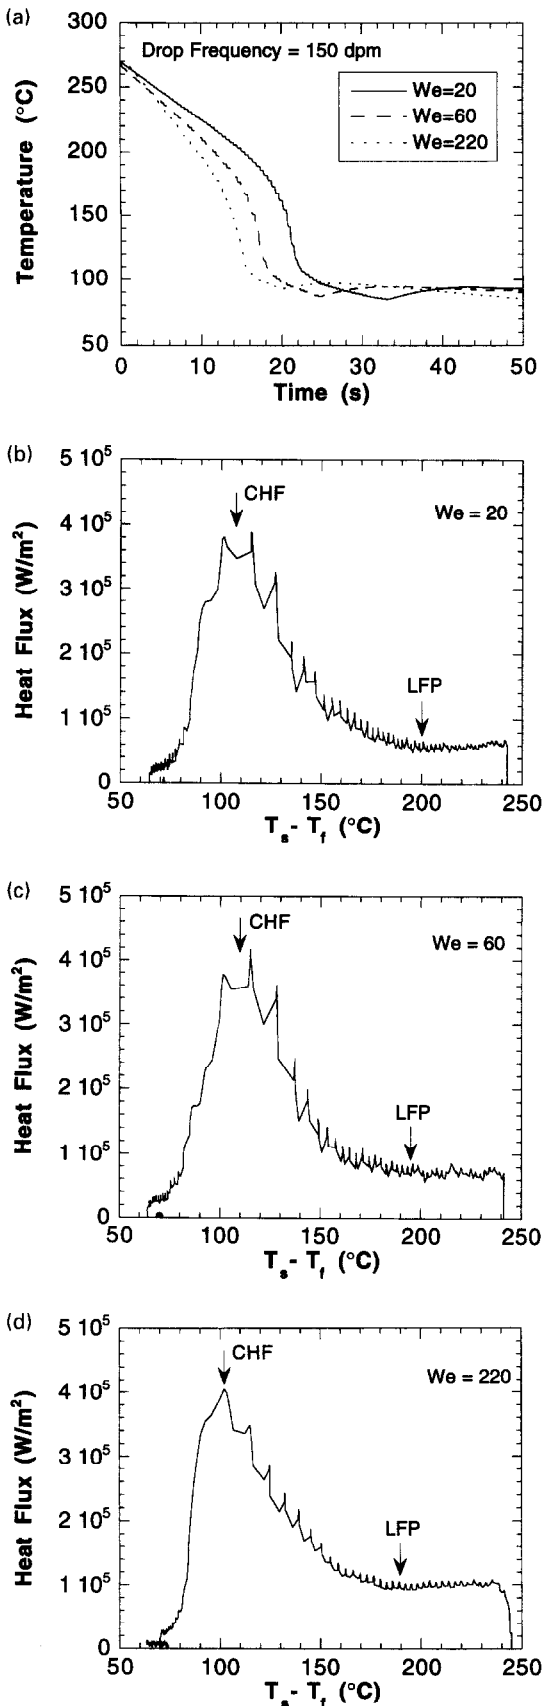 (a)
300
250
200
150
100
50
Temperature (°C)
Drop Frequency = 150 dpm
We=20
We=60
We=220
0 10 20 30 40 50
Time (s)
(b)
5 10⁵
4 10⁵
3 10⁵
2 10⁵
1 10⁵
0
Heat Flux (W/m²)
CHF
We = 20
LFP
50 100 150 200 250
Tₛ- T_f (°C)
(c)
5 10⁵
4 10⁵
3 10⁵
2 10⁵
1 10⁵
0
Heat Flux (W/m²)
CHF
We = 60
LFP
50 100 150 200 250
Tₛ- T_f (°C)
(d)
5 10⁵
4 10⁵
3 10⁵
2 10⁵
1 10⁵
0
Heat Flux (W/m²)
CHF
We = 220
LFP
50 100 150 200 250
Tₛ- T_f (°C)